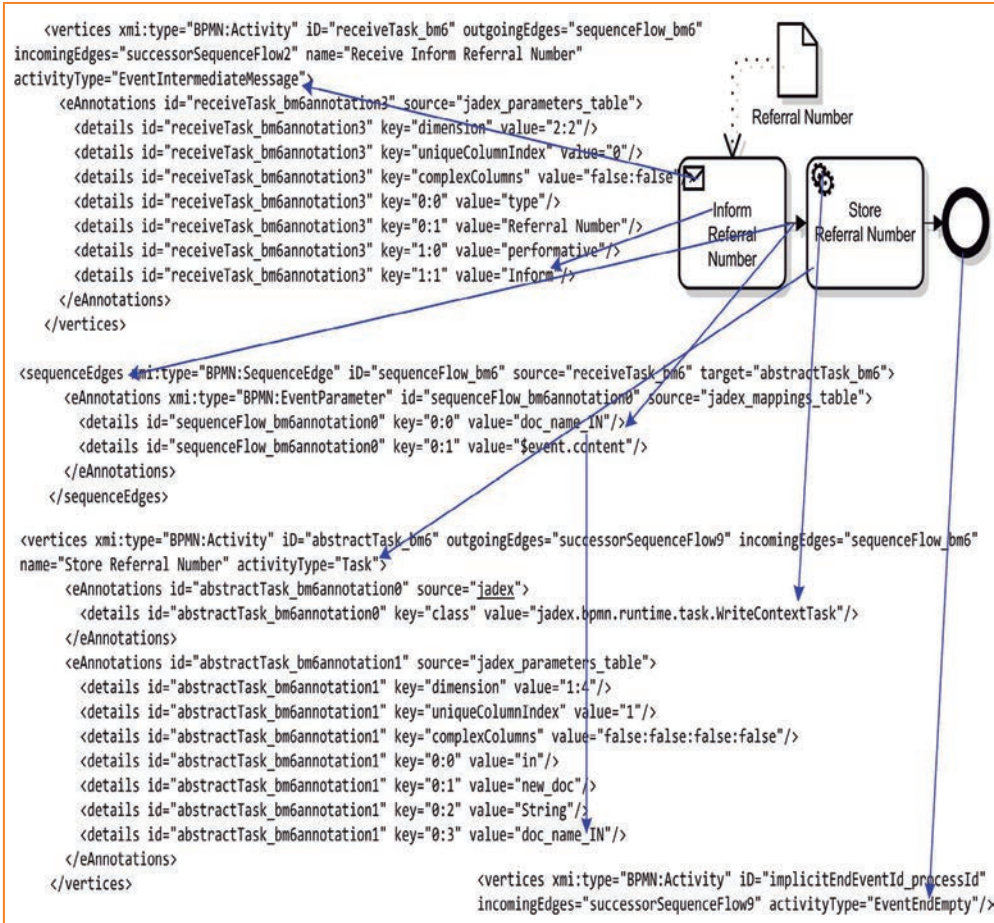 <vertices xmi:type="BPMN:Activity" iD="receiveTask_bm6" outgoingEdges="sequenceFlow_bm6"
incomingEdges="successorSequenceFlow2" name="Receive Inform Referral Number"
activityType="EventIntermediateMessage">
<eAnnotations id="receiveTask_bm6annotation3" source="jadex_parameters_table">
<details id="receiveTask_bm6annotation3" key="dimension" value="2:2"/>
<details id="receiveTask_bm6annotation3" key="uniqueColumnIndex" value="0"/>
<details id="receiveTask_bm6annotation3" key="complexColumns" value="false:false"/>
<details id="receiveTask_bm6annotation3" key="0:0" value="type"/>
<details id="receiveTask_bm6annotation3" key="0:1" value="Referral Number"/>
<details id="receiveTask_bm6annotation3" key="1:0" value="performative"/>
<details id="receiveTask_bm6annotation3" key="1:1" value="Inform"/>
</eAnnotations>
</vertices>
Referral Number
Inform
Referral
Number
Store
Referral Number
<sequenceEdges xmi:type="BPMN:SequenceEdge" iD="sequenceFlow_bm6" source="receiveTask_bm6" target="abstractTask_bm6">
<eAnnotations xmi:type="BPMN:EventParameter" id="sequenceFlow_bm6annotation0" source="jadex_mappings_table">
<details id="sequenceFlow_bm6annotation0" key="0:0" value="doc_name_IN"/>
<details id="sequenceFlow_bm6annotation0" key="0:1" value="$event.content"/>
</eAnnotations>
</sequenceEdges>
<vertices xmi:type="BPMN:Activity" iD="abstractTask_bm6" outgoingEdges="successorSequenceFlow9" incomingEdges="sequenceFlow_bm6"
name="Store Referral Number" activityType="Task">
<eAnnotations id="abstractTask_bm6annotation0" source="jadex">
<details id="abstractTask_bm6annotation0" key="class" value="jadex.bpmn.runtime.task.WriteContextTask"/>
</eAnnotations>
<eAnnotations id="abstractTask_bm6annotation1" source="jadex_parameters_table">
<details id="abstractTask_bm6annotation1" key="dimension" value="1:4"/>
<details id="abstractTask_bm6annotation1" key="uniqueColumnIndex" value="1"/>
<details id="abstractTask_bm6annotation1" key="complexColumns" value="false:false:false:false"/>
<details id="abstractTask_bm6annotation1" key="0:0" value="in"/>
<details id="abstractTask_bm6annotation1" key="0:1" value="new_doc"/>
<details id="abstractTask_bm6annotation1" key="0:2" value="String"/>
<details id="abstractTask_bm6annotation1" key="0:3" value="doc_name_IN"/>
</eAnnotations>
</vertices>
<vertices xmi:type="BPMN:Activity" iD="implicitEndEventId_processId"
incomingEdges="successorSequenceFlow9" activityType="EventEndEmpty"/>